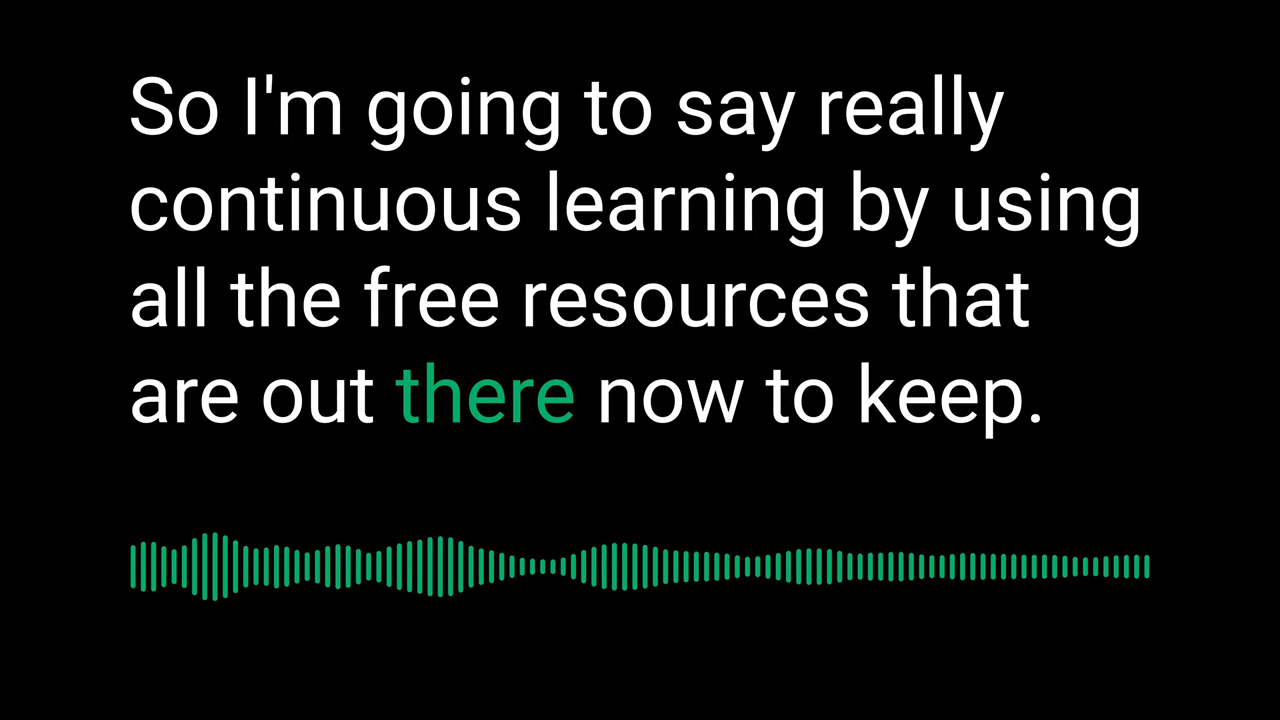 So I'm going to say really
continuous learning by using
all the free resources that
are out there now to keep.